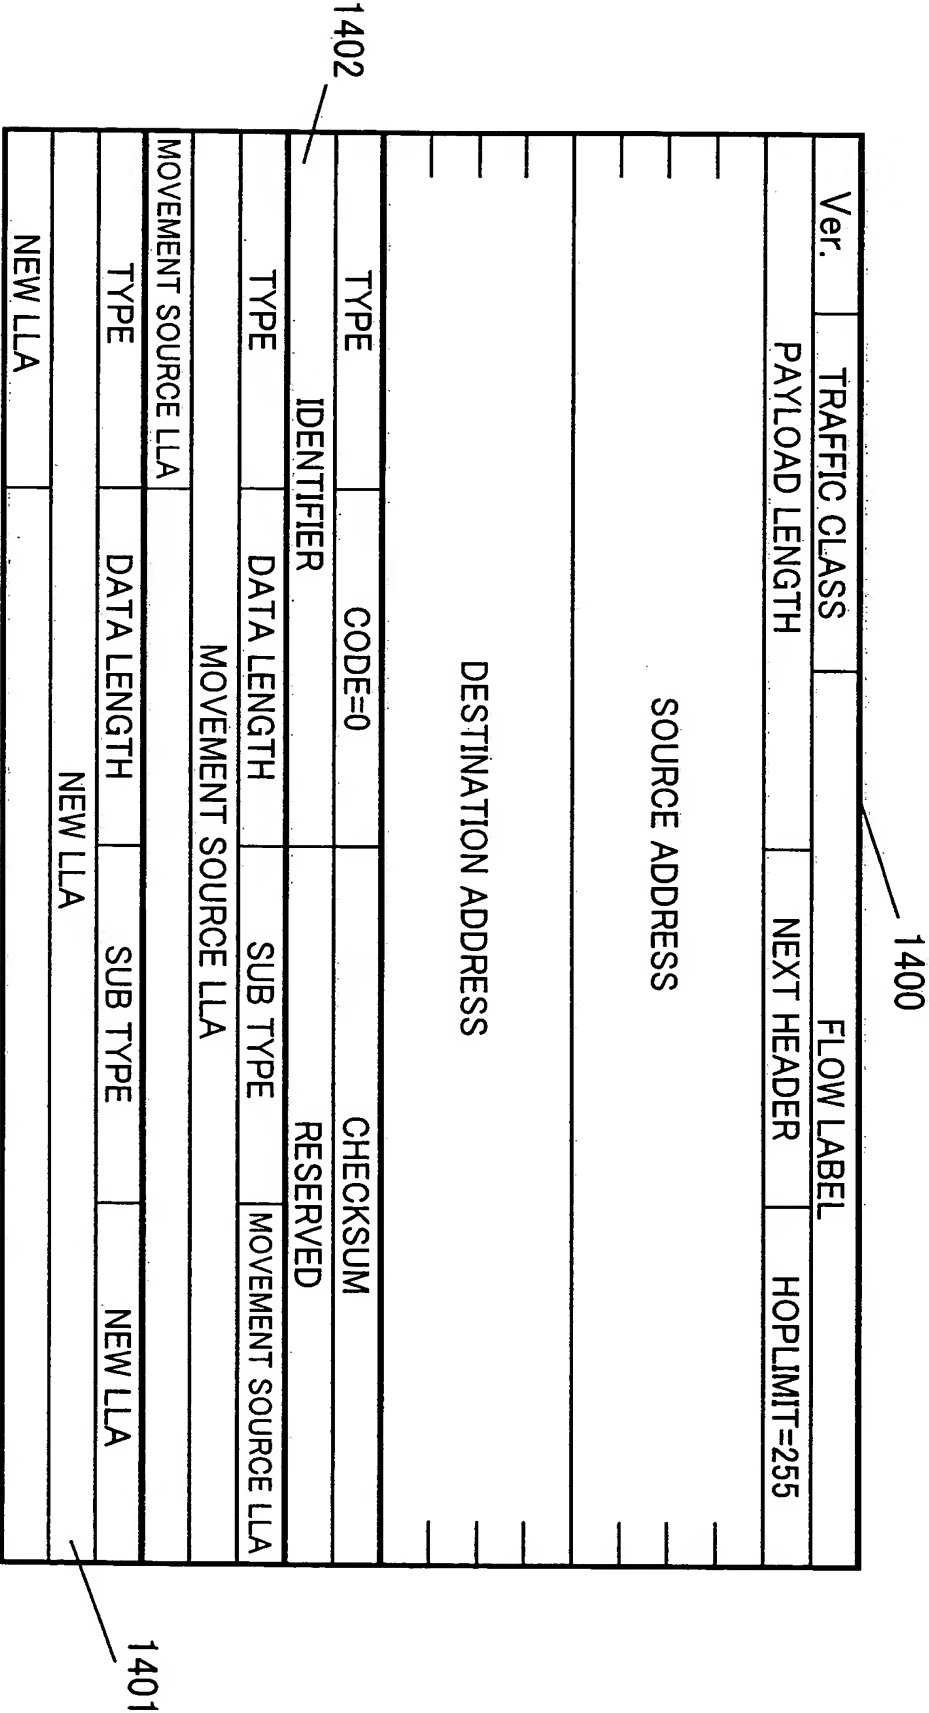 1400
Ver. TRAFFIC CLASS FLOW LABEL
PAYLOAD LENGTH NEXT HEADER HOPLIMIT=255
SOURCE ADDRESS
DESTINATION ADDRESS
TYPE CODE=0 CHECKSUM
1402
IDENTIFIER RESERVED
TYPE DATA LENGTH SUB TYPE MOVEMENT SOURCE LLA
MOVEMENT SOURCE LLA
MOVEMENT SOURCE LLA
TYPE DATA LENGTH SUB TYPE NEW LLA
NEW LLA
1401
NEW LLA